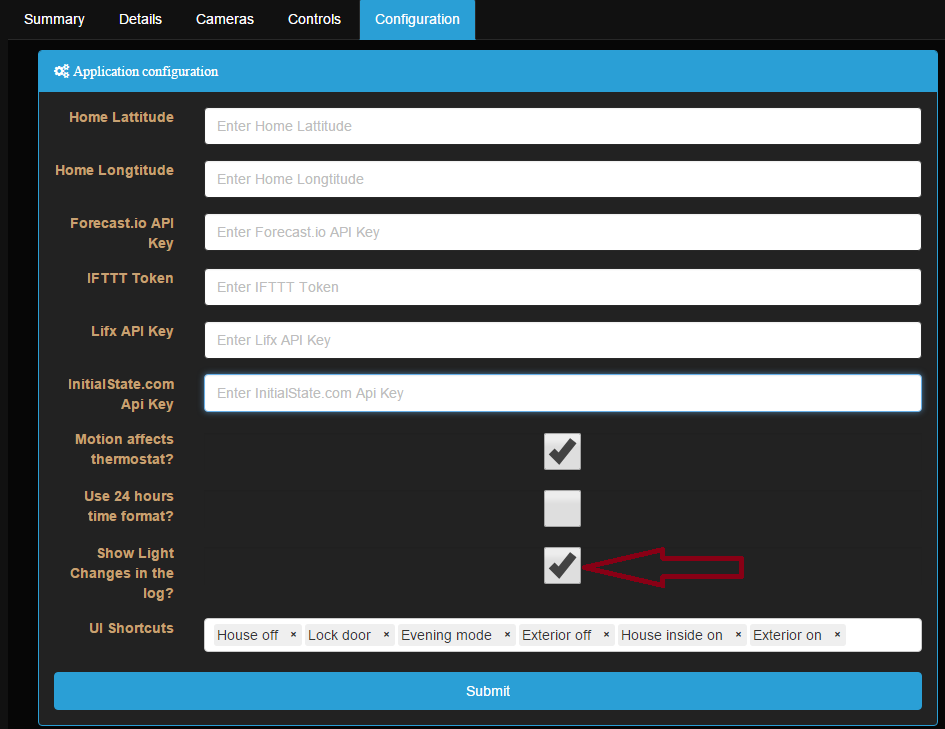 Summary Details Cameras Controls Configuration
Application configuration
Home Lattitude
Enter Home Lattitude
Home Longtitude
Enter Home Longtitude
Forecast.io API
Key
Enter Forecast.io API Key
IFTTT Token
Enter IFTTT Token
Lifx API Key
Enter Lifx API Key
InitialState.com
Api Key
Enter InitialState.com Api Key
Motion affects
thermostat?
Use 24 hours
time format?
Show Light
Changes in the
log?
UI Shortcuts
House off × Lock door × Evening mode × Exterior off × House inside on × Exterior on ×
Submit